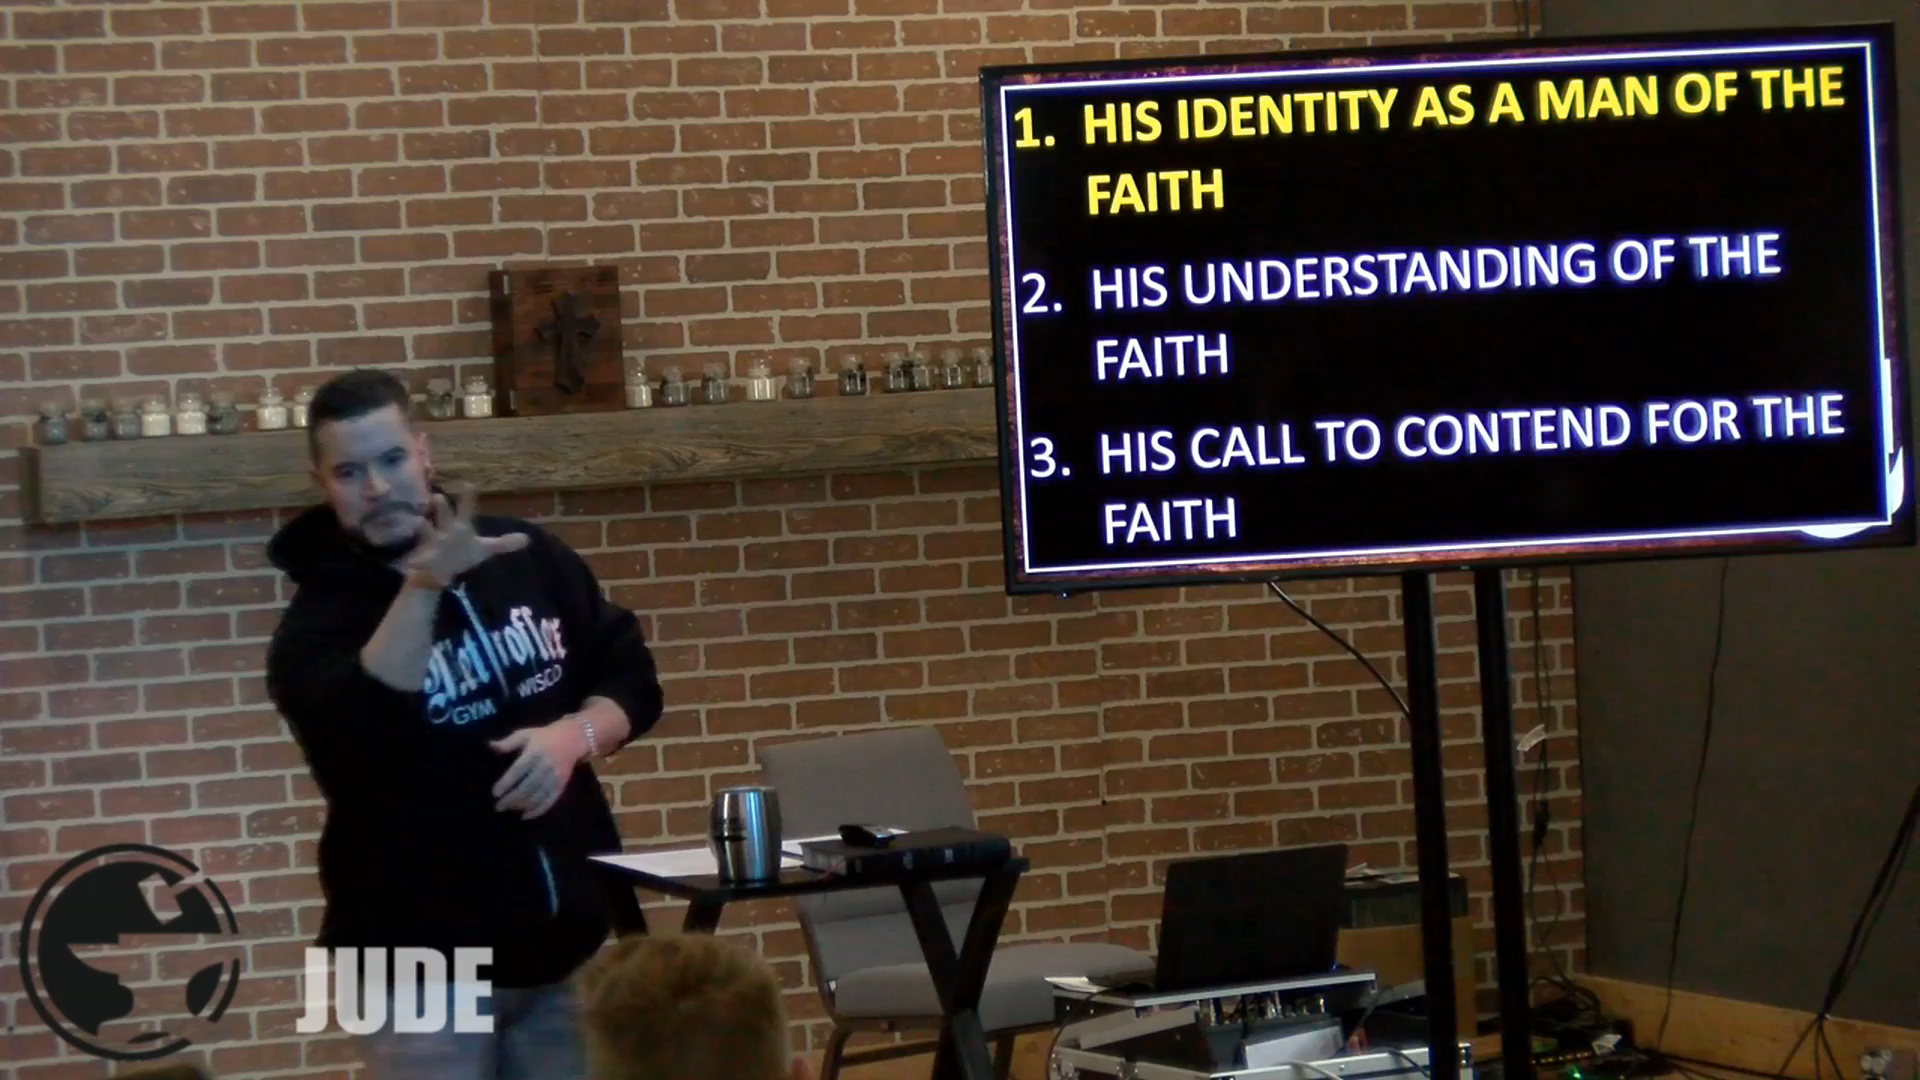 1. HIS IDENTITY AS A MAN OF THE
FAITH
2. HIS UNDERSTANDING OF THE
FAITH
3. HIS CALL TO CONTEND FOR THE
FAITH
GYM WISCO
JUDE